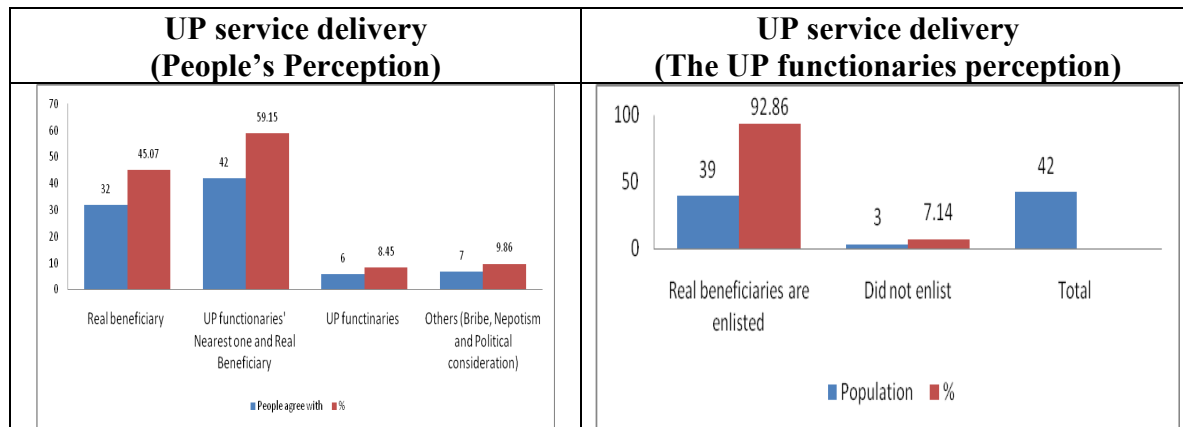 UP service delivery
(People's Perception)
70
60
50
40
30
20
10
0
32
45.07
42
59.15
6
8.45
7
9.86
Real beneficiary
UP functionaries'
Nearest one and Real
Beneficiary
UP functinaries
Others (Bribe, Nepotism
and Political
consideration)
People agree with
%
UP service delivery
(The UP functionaries perception)
100
50
0
39
92.86
3
7.14
42
Real beneficiaries are
enlisted
Did not enlist
Total
Population
%